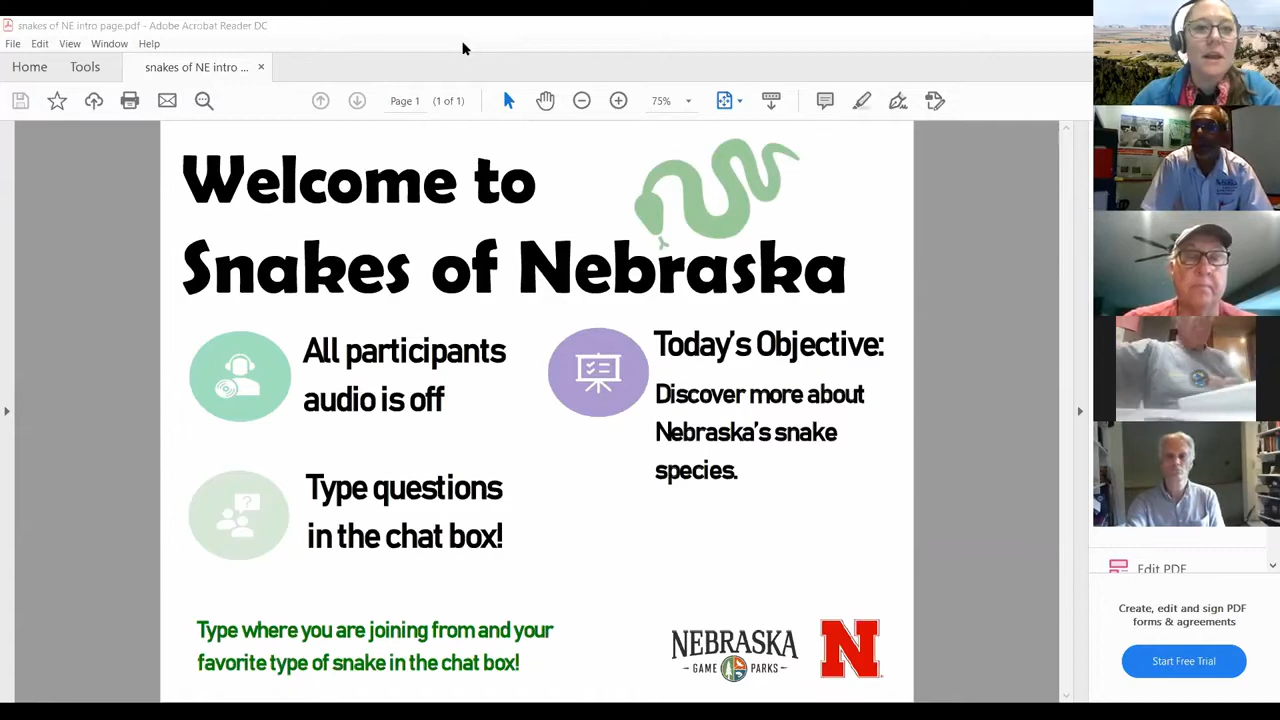 snakes of NE intro page.pdf - Adobe Acrobat Reader DC
File Edit View Window Help
Home Tools snakes of NE intro ... ×
Page 1 (1 of 1) 75%
Welcome to
Snakes of Nebraska
All participants
audio is off
Today's Objective:
Discover more about
Nebraska's snake
species.
Type questions
in the chat box!
?
Type where you are joining from and your
favorite type of snake in the chat box!
NEBRASKA
GAME PARKS
N
Edit PDF
Create, edit and sign PDF
forms & agreements
Start Free Trial